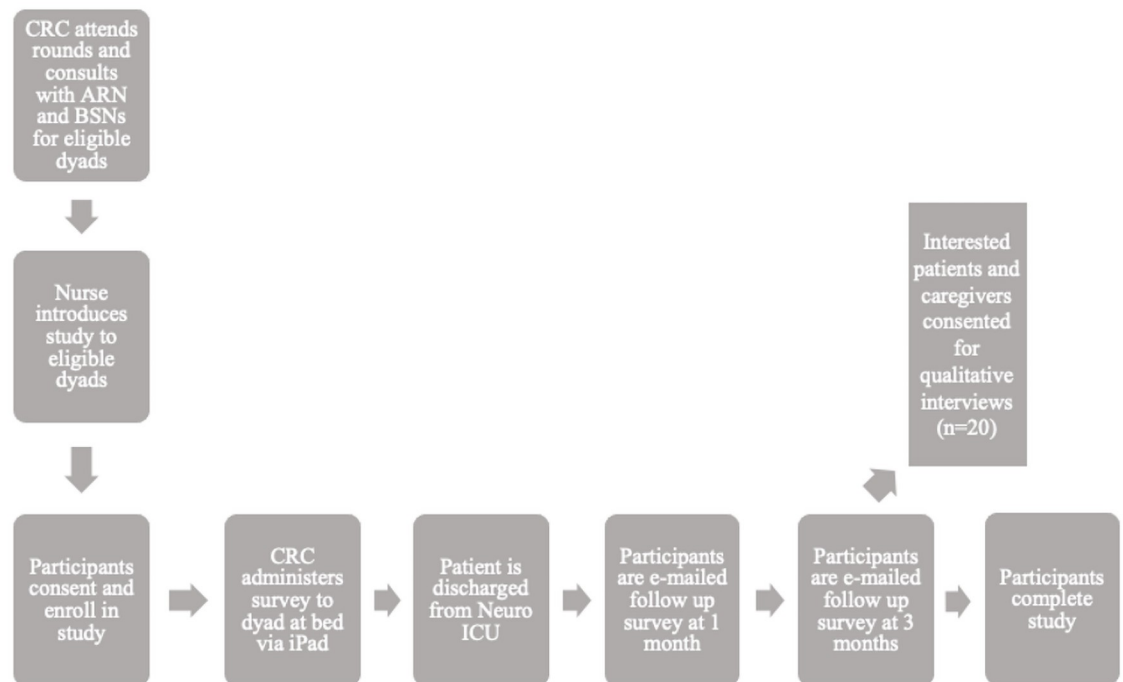 CRC attends
rounds and
consults
with ARN
and BSNs
for eligible
dyads
Nurse
introduces
study to
eligible
dyads
Participants
consent and
enroll in
study
CRC
administers
survey to
dyad at bed
via iPad
Patient is
discharged
from Neuro
ICU
Participants
are e-mailed
follow up
survey at 1
month
Participants
are e-mailed
follow up
survey at 3
months
Interested
patients and
caregivers
consented
for
qualitative
interviews
(n=20)
Participants
complete
study